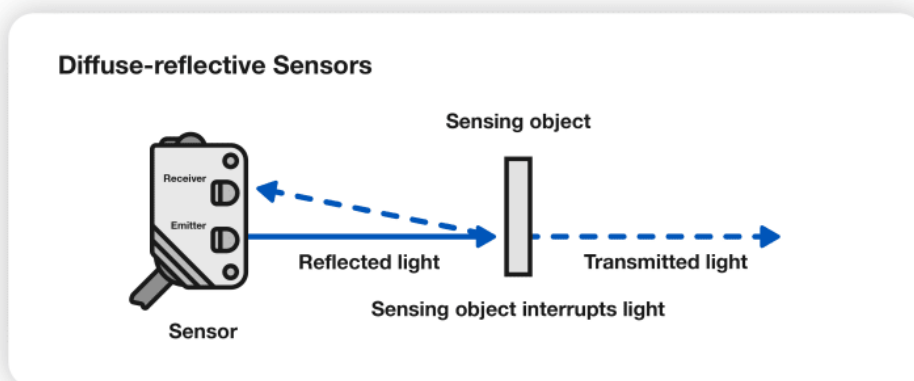 Diffuse-reflective Sensors
Sensing object
Receiver
Emitter
Reflected light
Transmitted light
Sensing object interrupts light
Sensor